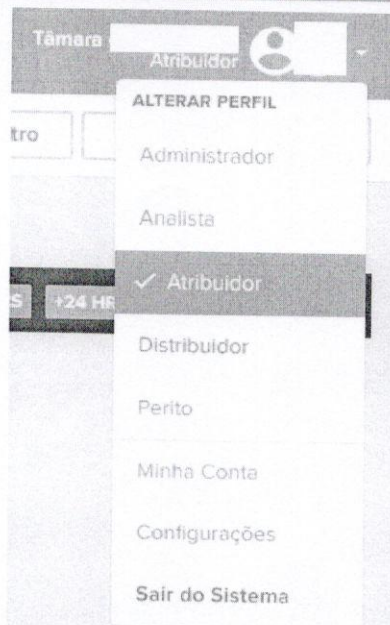 Tâmara
Atribuidor
ALTERAR PERFIL
tro
Administrador
Analista
S +24 HR
✓ Atribuidor
Distribuidor
Perito
Minha Conta
Configurações
Sair do Sistema